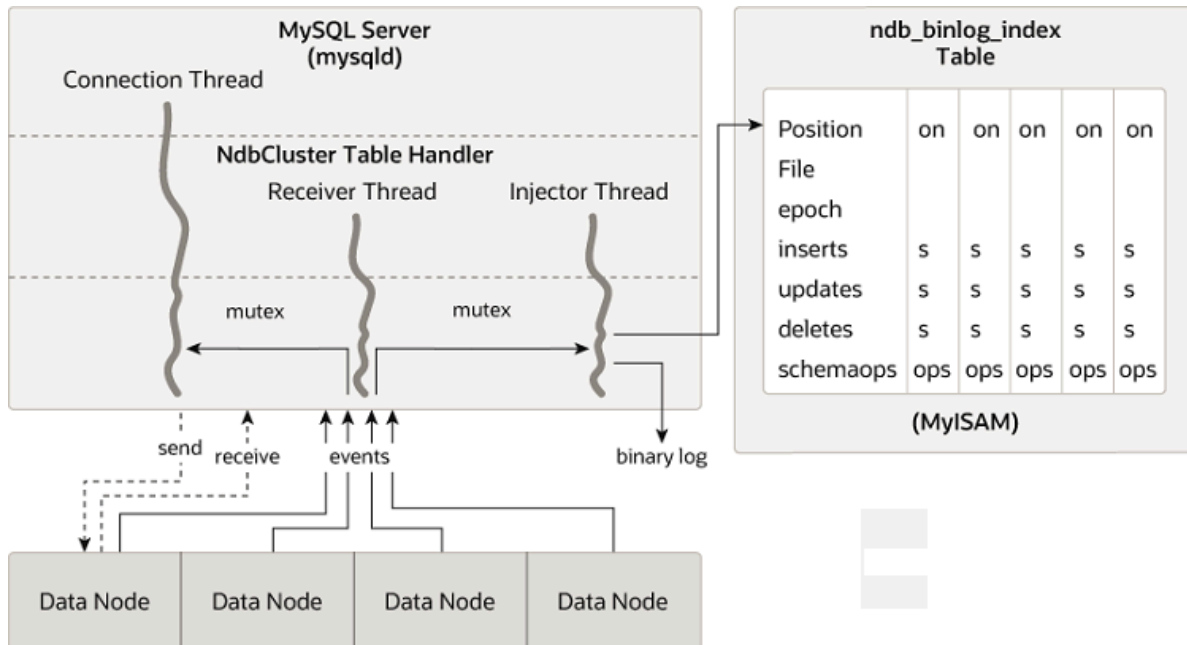 MySQL Server
(mysqld)
Connection Thread
NdbCluster Table Handler
Receiver Thread
Injector Thread
mutex
mutex
send
receive
events
binary log
Data Node
Data Node
Data Node
Data Node
ndb_binlog_index
Table
Position on on on on on
File
epoch
inserts s s s s s
updates s s s s s
deletes s s s s s
schemaops ops ops ops ops ops
(MyISAM)